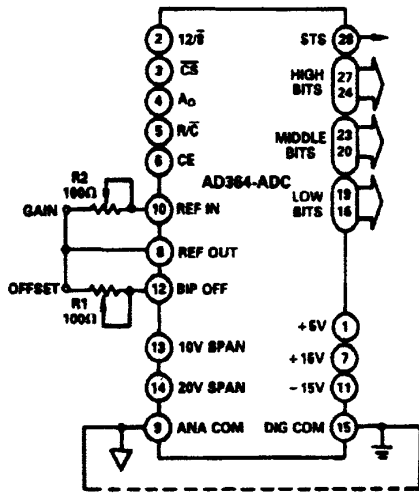 2 12/8̅ STS 28
3 C̅S̅ HIGH BITS 27 24
4 A₀
5 R/C̅ MIDDLE BITS 23 20
6 CE
AD364-ADC
R2
100Ω
GAIN 10 REF IN LOW BITS 19 16
8 REF OUT
OFFSET 12 BIP OFF
R1
100Ω
+5V 1
13 10V SPAN +15V 7
14 20V SPAN −15V 11
9 ANA COM DIG COM 15